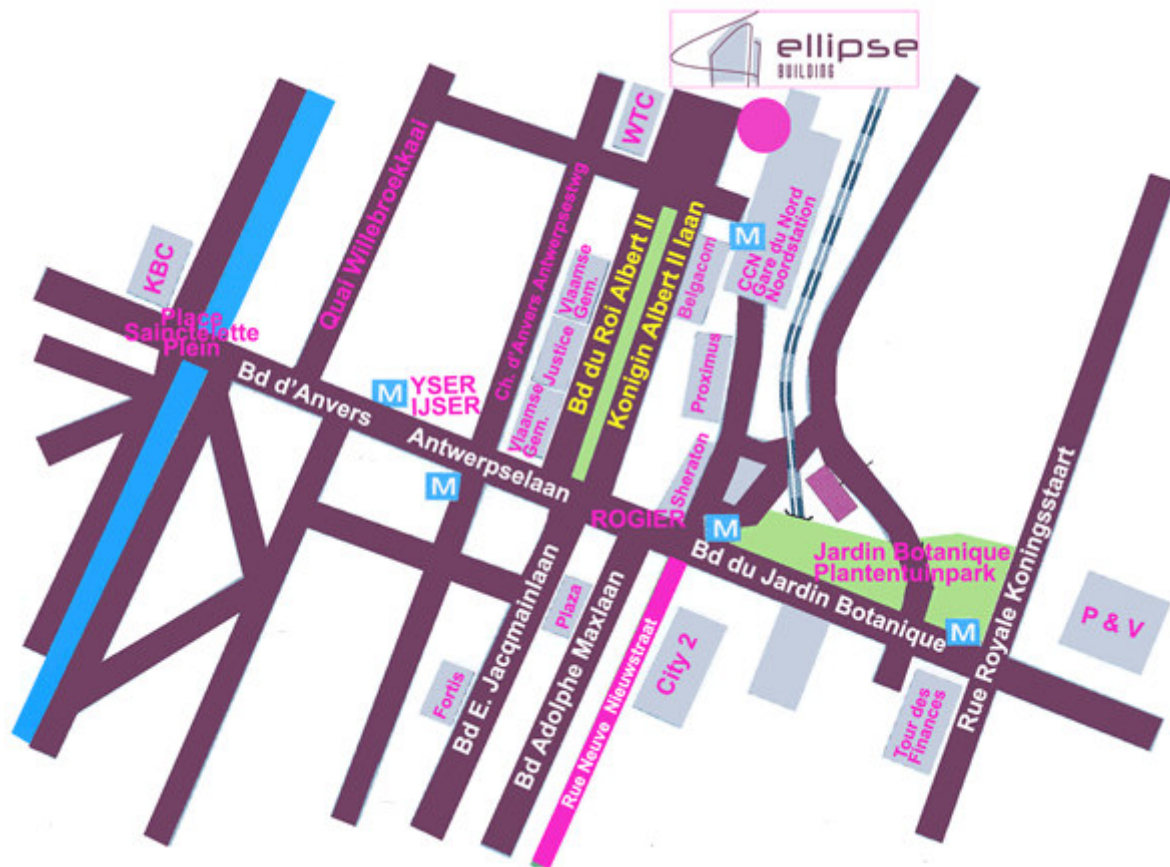 ellipse
BUILDING
WTC
Quai Willebroekkaai
Ch. d'Anvers Antwerpsestwg
KBC
Place
Sainctelette
Plein
Bd d'Anvers
Antwerpselaan
M
YSER
IJSER
M
Vlaamse
Gem.
Justice
Vlaamse
Gem.
Bd du Roi Albert II
Konigin Albert II laan
Belgacom
M
CCN
Gare du Nord
Noordstation
Proximus
Sheraton
ROGIER
M
Bd du Jardin Botanique
Jardin Botanique
Plantentuinpark
M
Rue Royale Koningsstaart
P & V
Tour des
Finances
City 2
Rue Neuve Nieuwstraat
Plaza
Bd Adolphe Maxlaan
Bd E. Jacqmainlaan
Fortis